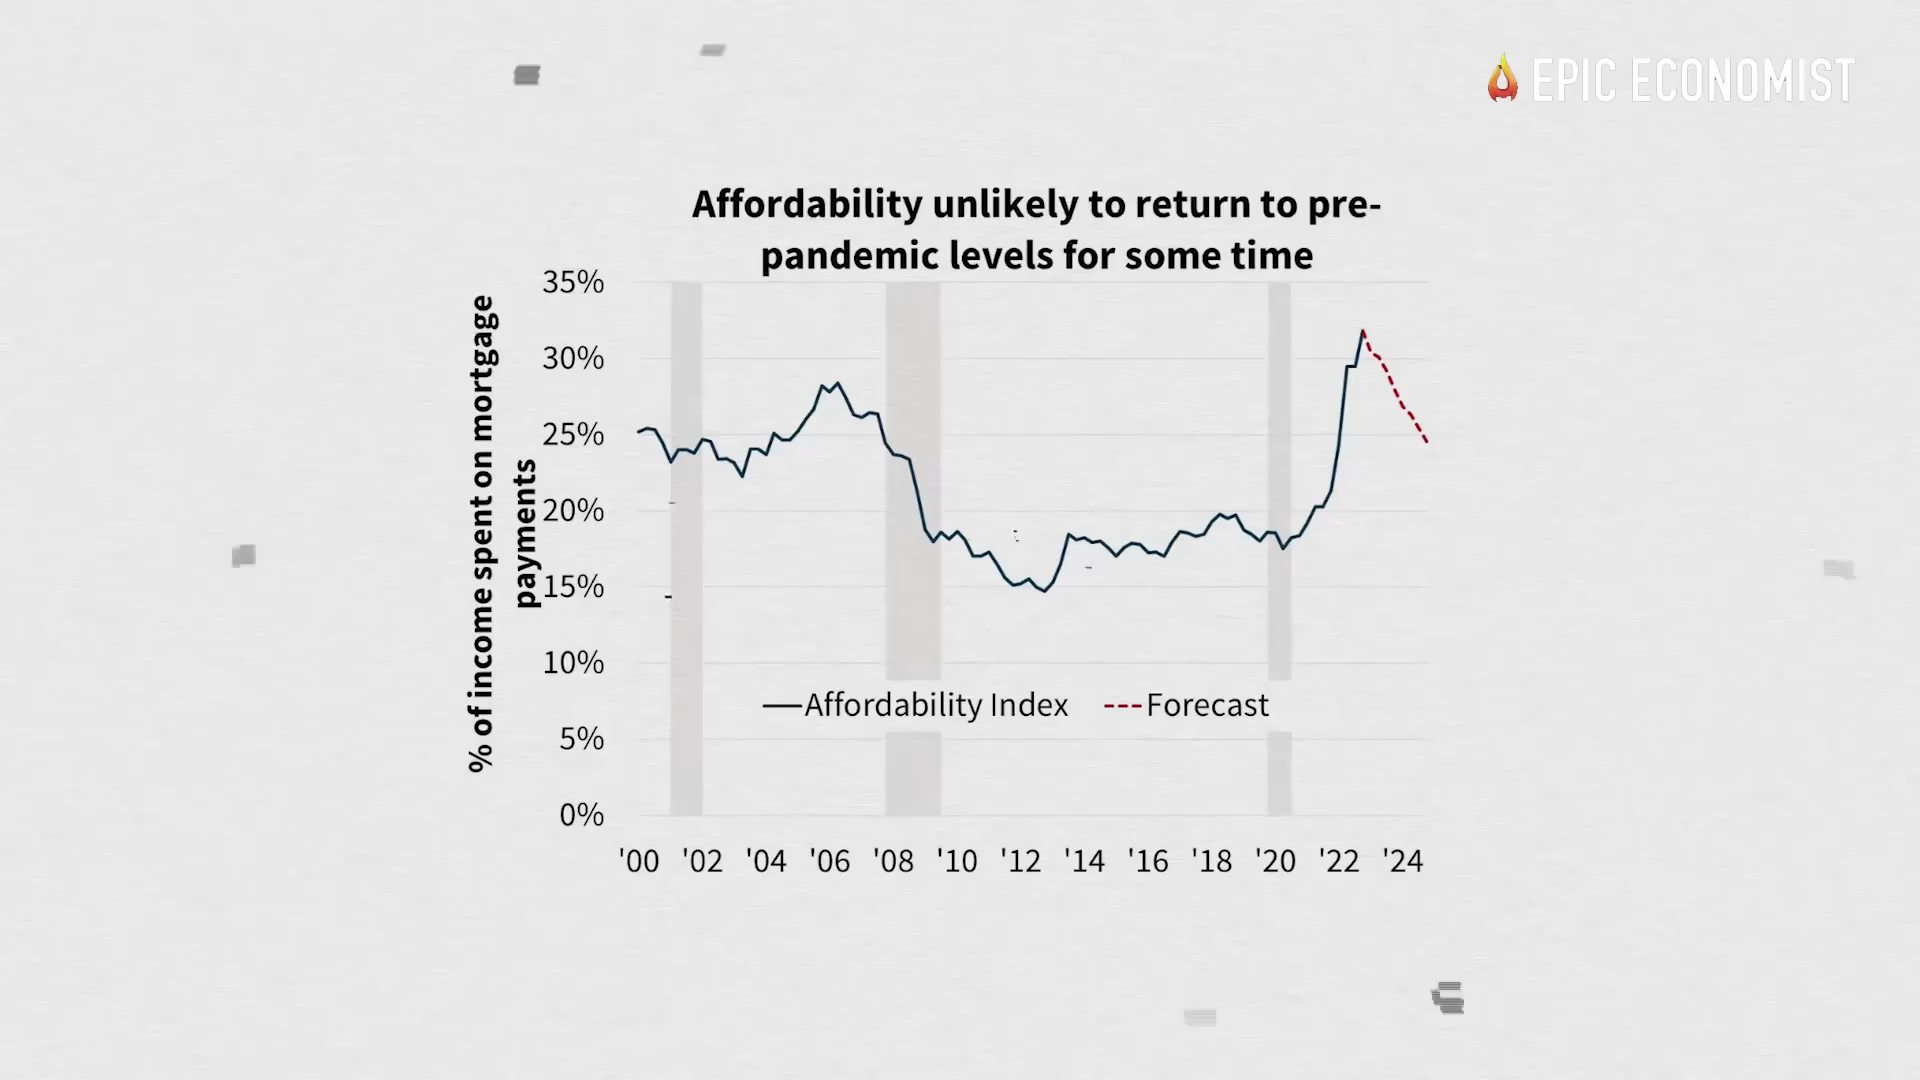 EPIC ECONOMIST
Affordability unlikely to return to pre-
pandemic levels for some time
% of income spent on mortgage
payments
35%
30%
25%
20%
15%
10%
5%
0%
Affordability Index
Forecast
'00 '02 '04 '06 '08 '10 '12 '14 '16 '18 '20 '22 '24